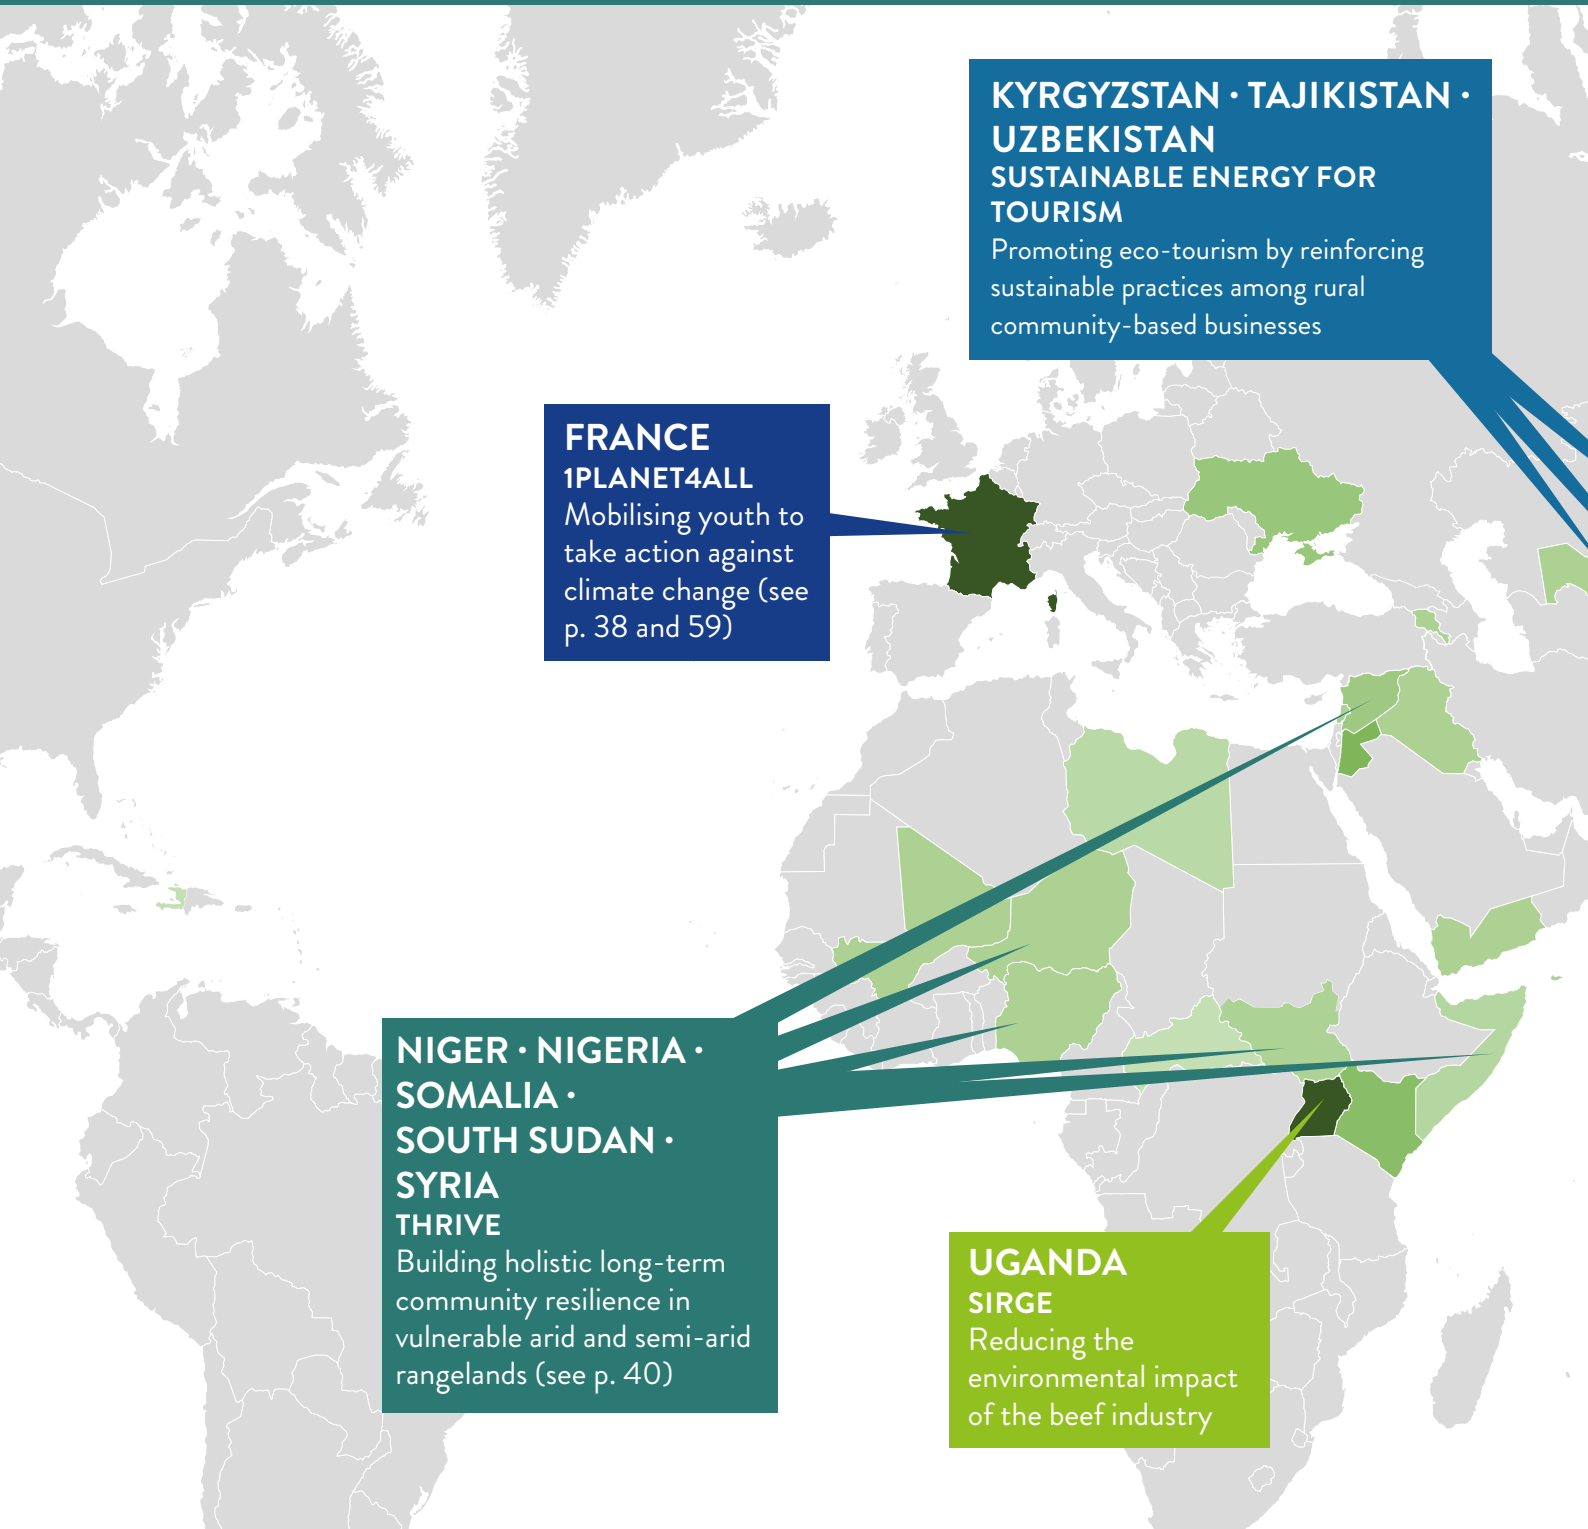 KYRGYZSTAN · TAJIKISTAN ·
UZBEKISTAN
SUSTAINABLE ENERGY FOR
TOURISM
Promoting eco-tourism by reinforcing
sustainable practices among rural
community-based businesses
FRANCE
1PLANET4ALL
Mobilising youth to
take action against
climate change (see
p. 38 and 59)
NIGER · NIGERIA ·
SOMALIA ·
SOUTH SUDAN ·
SYRIA
THRIVE
Building holistic long-term
community resilience in
vulnerable arid and semi-arid
rangelands (see p. 40)
UGANDA
SIRGE
Reducing the
environmental impact
of the beef industry